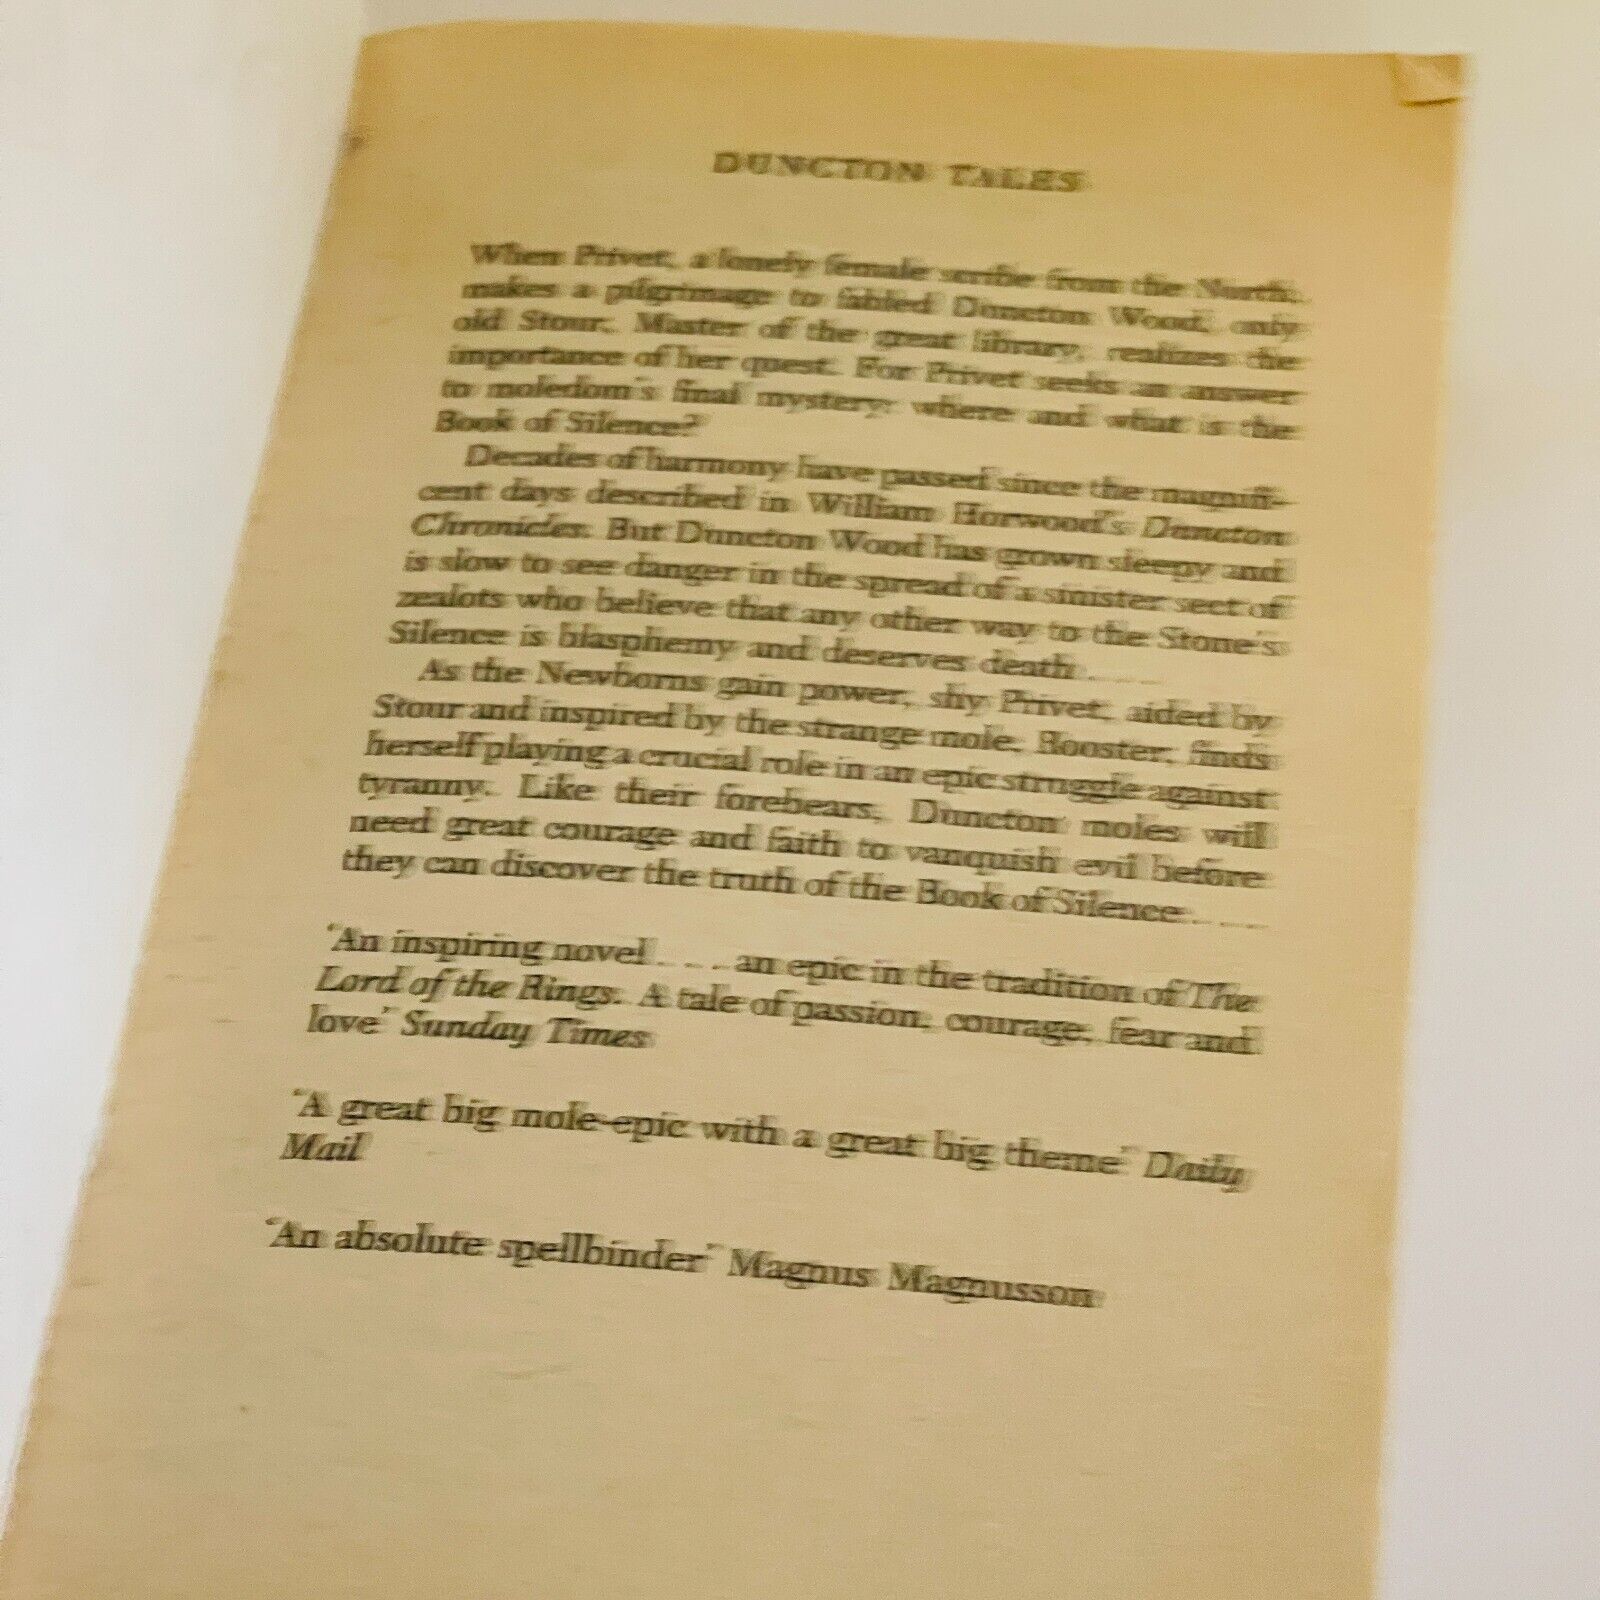 DUNCTON TALES
When Privet, a lonely female scribe from the North,
makes a pilgrimage to fabled Duncton Wood, only
old Stour, Master of the great library, realizes the
importance of her quest. For Privet seeks an answer
to moledom's final mystery: where and what is the
Book of Silence?
Decades of harmony have passed since the magnifi-
cent days described in William Horwood's Duncton
Chronicles. But Duncton Wood has grown sleepy and
is slow to see danger in the spread of a sinister sect of
zealots who believe that any other way to the Stone's
Silence is blasphemy and deserves death . . .
As the Newborns gain power, shy Privet, aided by
Stour and inspired by the strange mole, Rooster, finds
herself playing a crucial role in an epic struggle against
tyranny. Like their forebears, Duncton moles will
need great courage and faith to vanquish evil before
they can discover the truth of the Book of Silence . . .
'An inspiring novel . . . an epic in the tradition of The
Lord of the Rings. A tale of passion, courage, fear and
love' Sunday Times
'A great big mole-epic with a great big theme' Daily
Mail
'An absolute spellbinder' Magnus Magnusson